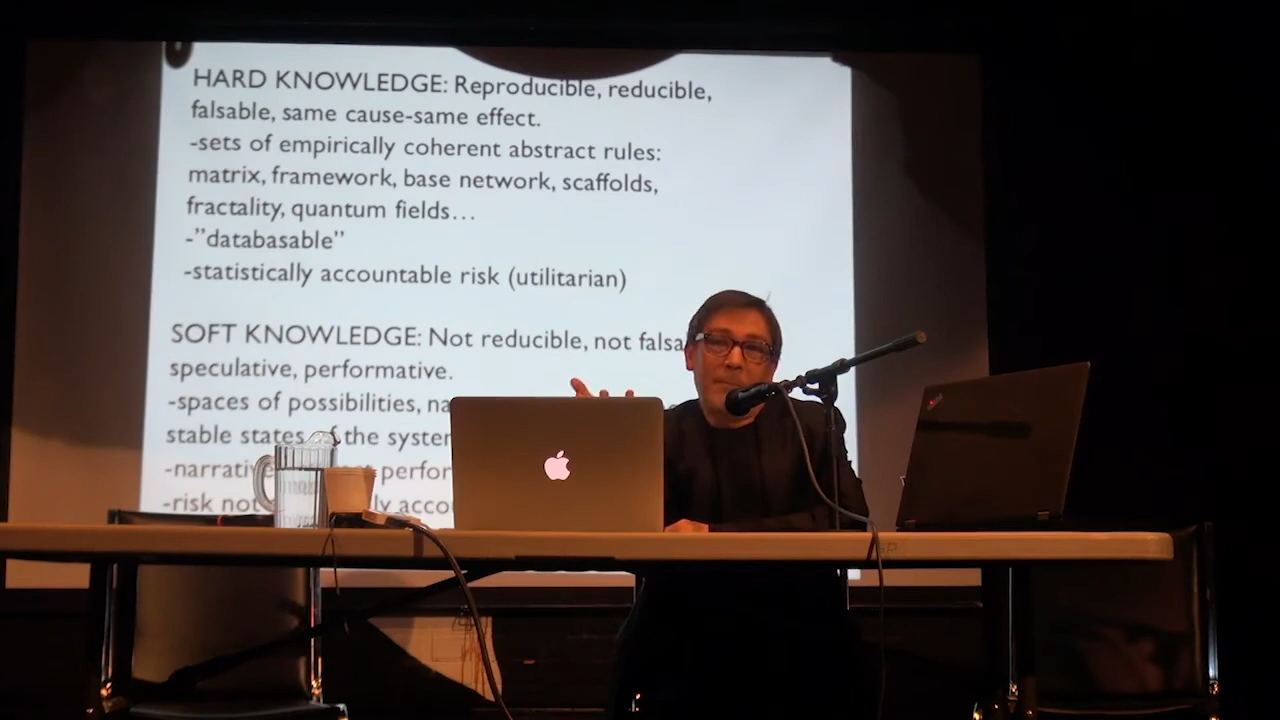 HARD KNOWLEDGE: Reproducible, reducible,
falsable, same cause-same effect.
-sets of empirically coherent abstract rules:
matrix, framework, base network, scaffolds,
fractality, quantum fields…
-”databasable”
-statistically accountable risk (utilitarian)
SOFT KNOWLEDGE: Not reducible, not
speculative, performative.
-spaces of possibilities,
stable states of the
-risk not